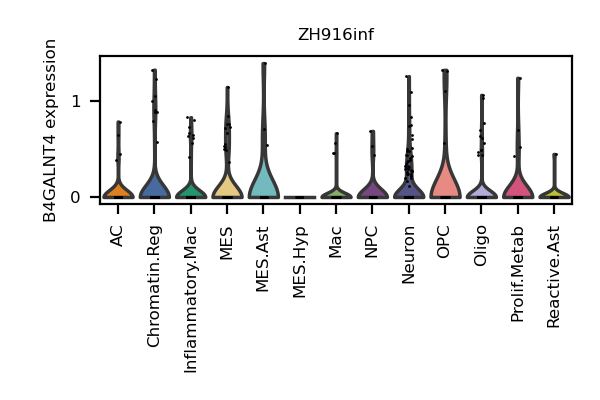 ZH916inf
B4GALNT4 expression
1
0
AC
Chromatin.Reg
Inflammatory.Mac
MES
MES.Ast
MES.Hyp
Mac
NPC
Neuron
OPC
Oligo
Prolif.Metab
Reactive.Ast